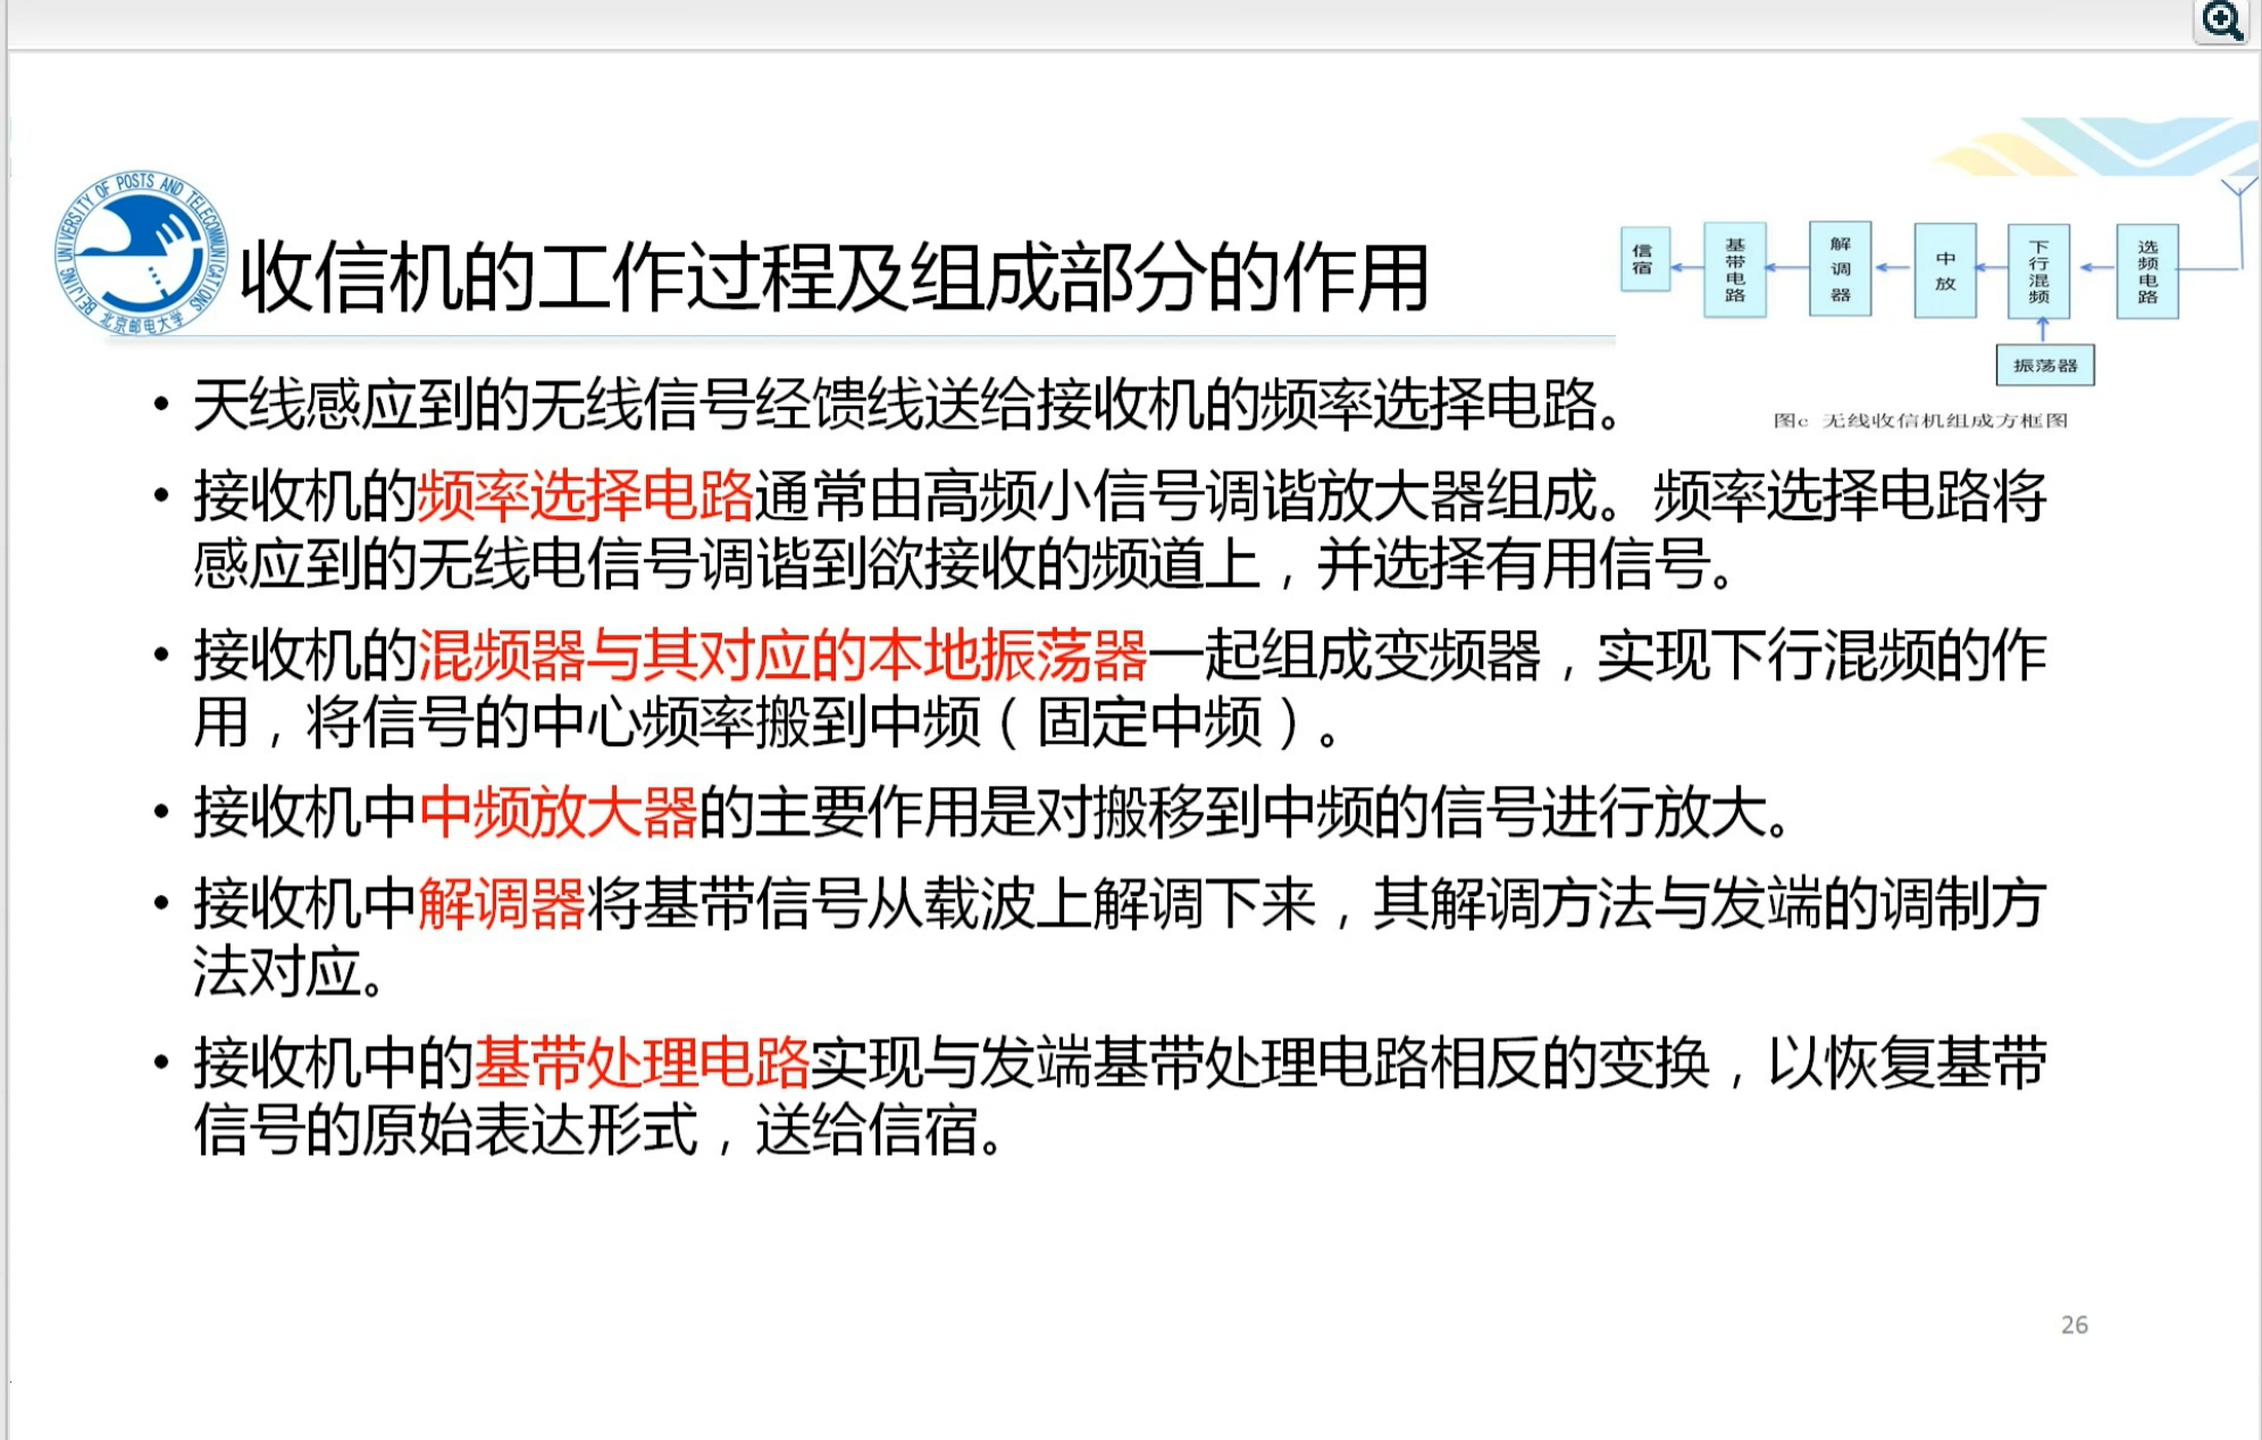 BEIJING UNIVERSITY OF POSTS AND TELECOMMUNICATIONS
北京邮电大学
收信机的工作过程及组成部分的作用
信宿
基带电路
解调器
中放
下行混频
选频电路
振荡器
图c 无线收信机组成方框图
• 天线感应到的无线信号经馈线送给接收机的频率选择电路。
• 接收机的频率选择电路通常由高频小信号调谐放大器组成。频率选择电路将
感应到的无线电信号调谐到欲接收的频道上，并选择有用信号。
• 接收机的混频器与其对应的本地振荡器一起组成变频器，实现下行混频的作
用，将信号的中心频率搬到中频（固定中频）。
• 接收机中中频放大器的主要作用是对搬移到中频的信号进行放大。
• 接收机中解调器将基带信号从载波上解调下来，其解调方法与发端的调制方
法对应。
• 接收机中的基带处理电路实现与发端基带处理电路相反的变换，以恢复基带
信号的原始表达形式，送给信宿。
26